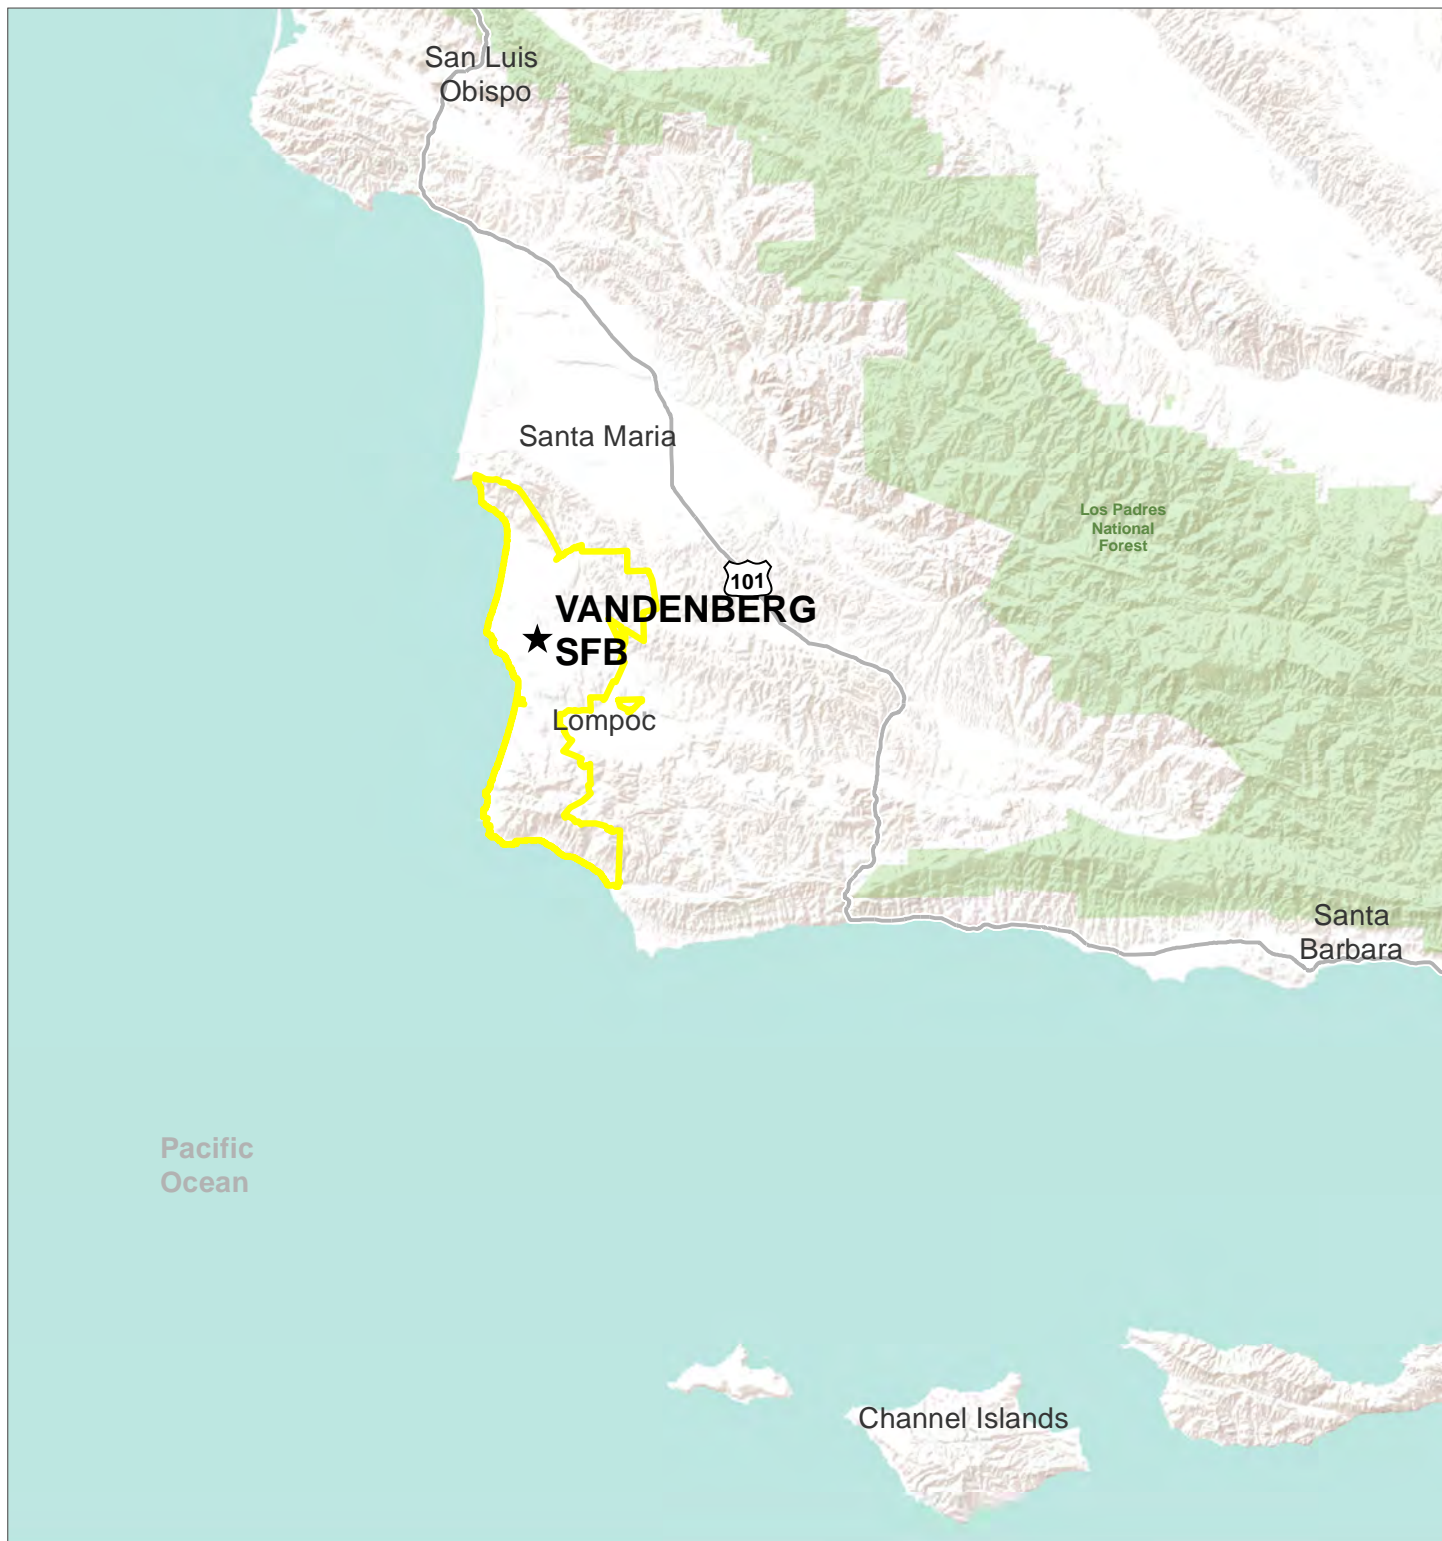 San Luis
Obispo
Santa Maria
Los Padres
National
Forest
101
VANDENBERG
SFB
Lompoc
Santa
Barbara
Pacific
Ocean
Channel Islands